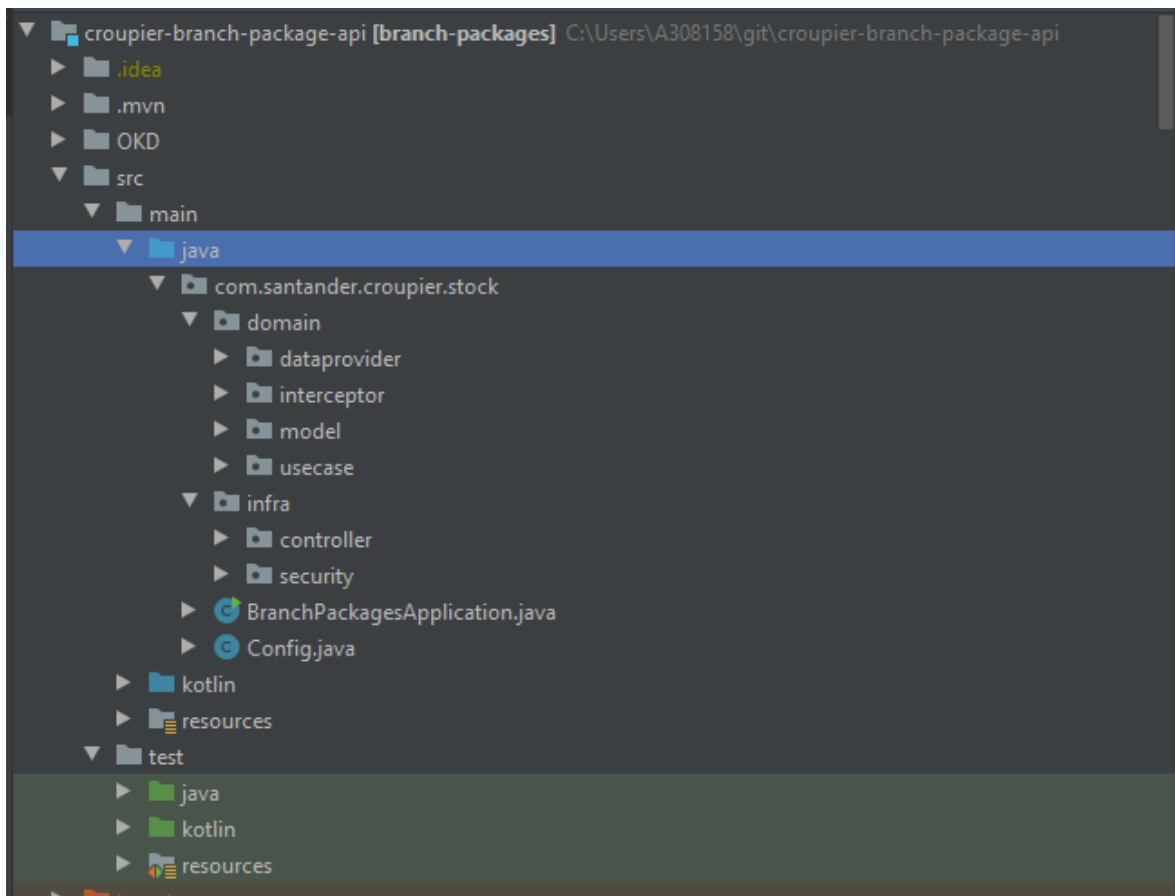 croupier-branch-package-api [branch-packages] C:\Users\A308158\git\croupier-branch-package-api
.idea
.mvn
OKD
src
main
java
com.santander.croupier.stock
domain
dataprovider
interceptor
model
usecase
infra
controller
security
BranchPackagesApplication.java
Config.java
kotlin
resources
test
java
kotlin
resources